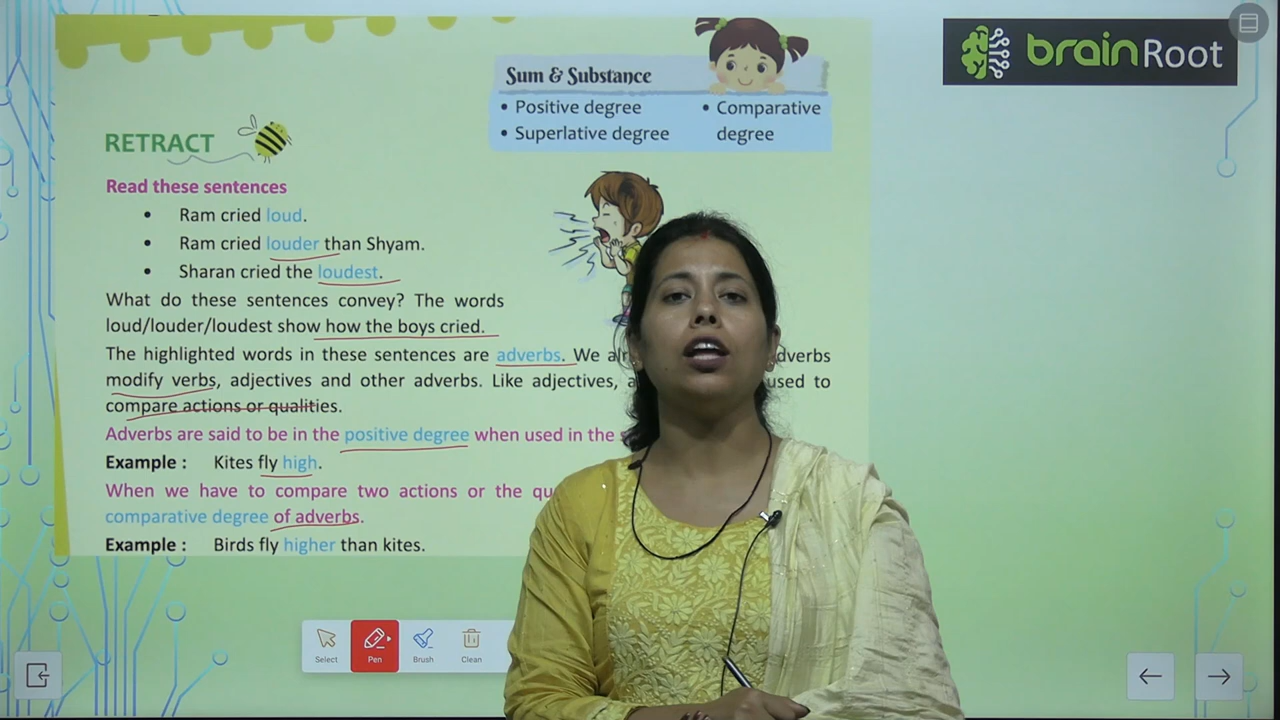 Sum & Substance
• Positive degree
• Comparative
• Superlative degree
degree
brainRoot
RETRACT
Read these sentences
• Ram cried loud.
• Ram cried louder than Shyam.
• Sharan cried the loudest.
What do these sentences convey? The words
loud/louder/loudest show how the boys cried.
The highlighted words in these sentences are adverbs. We
modify verbs, adjectives and other adverbs. Like adjectives, used to
compare actions or qualities.
Adverbs are said to be in the positive degree when used in the
Example : Kites fly high.
When we have to compare two actions or the
comparative degree of adverbs.
Example : Birds fly higher than kites.
Select Pen Brush Clean